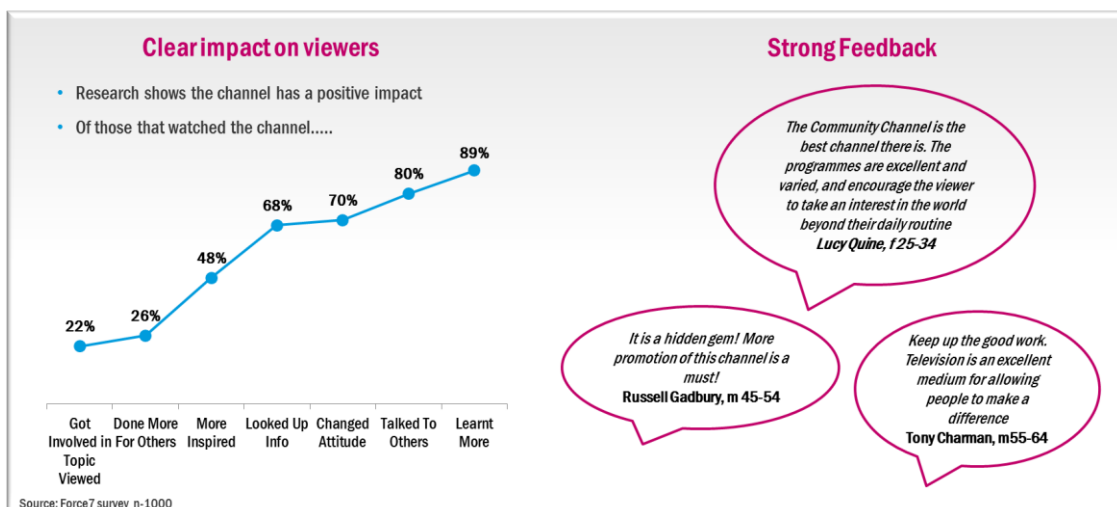 Clear impact on viewers
• Research shows the channel has a positive impact
• Of those that watched the channel.....
22%
26%
48%
68%
70%
80%
89%
Got
Involved in
Topic
Viewed
Done More
For Others
More
Inspired
Looked Up
Info
Changed
Attitude
Talked To
Others
Learnt
More
Source: Force7 survey n-1000
Strong Feedback
The Community Channel is the
best channel there is. The
programmes are excellent and
varied, and encourage the viewer
to take an interest in the world
beyond their daily routine
Lucy Quine, f 25-34
It is a hidden gem! More
promotion of this channel is a
must!
Russell Gadbury, m 45-54
Keep up the good work.
Television is an excellent
medium for allowing
people to make a
difference
Tony Charman, m55-64